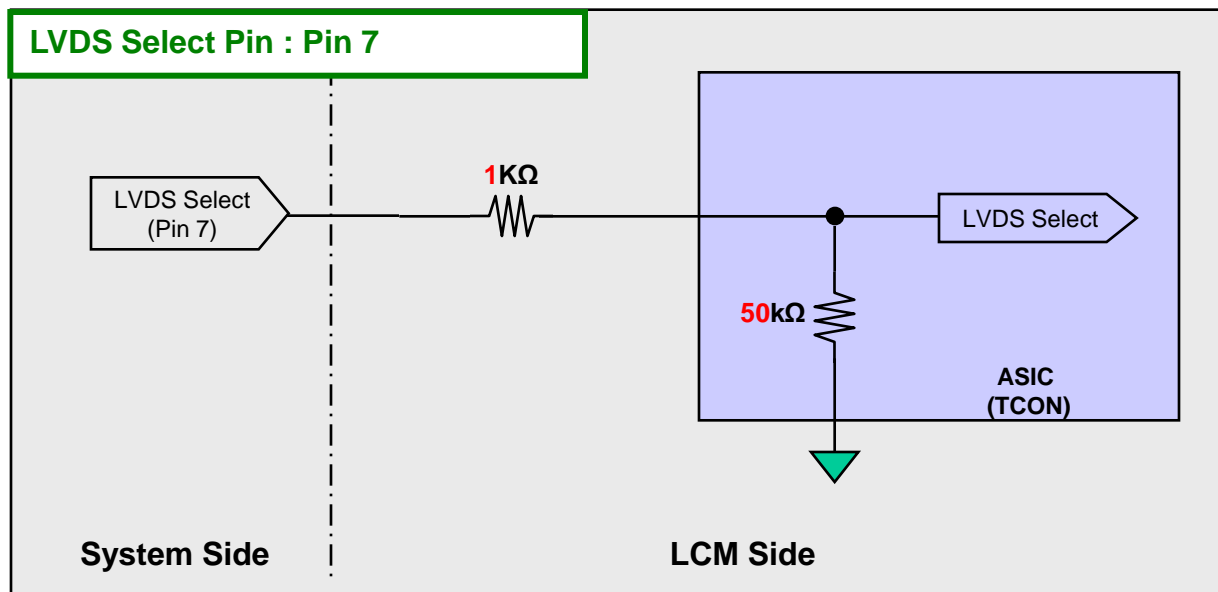 LVDS Select Pin : Pin 7
1KΩ
LVDS Select
(Pin 7)
LVDS Select
50kΩ
ASIC
(TCON)
System Side
LCM Side